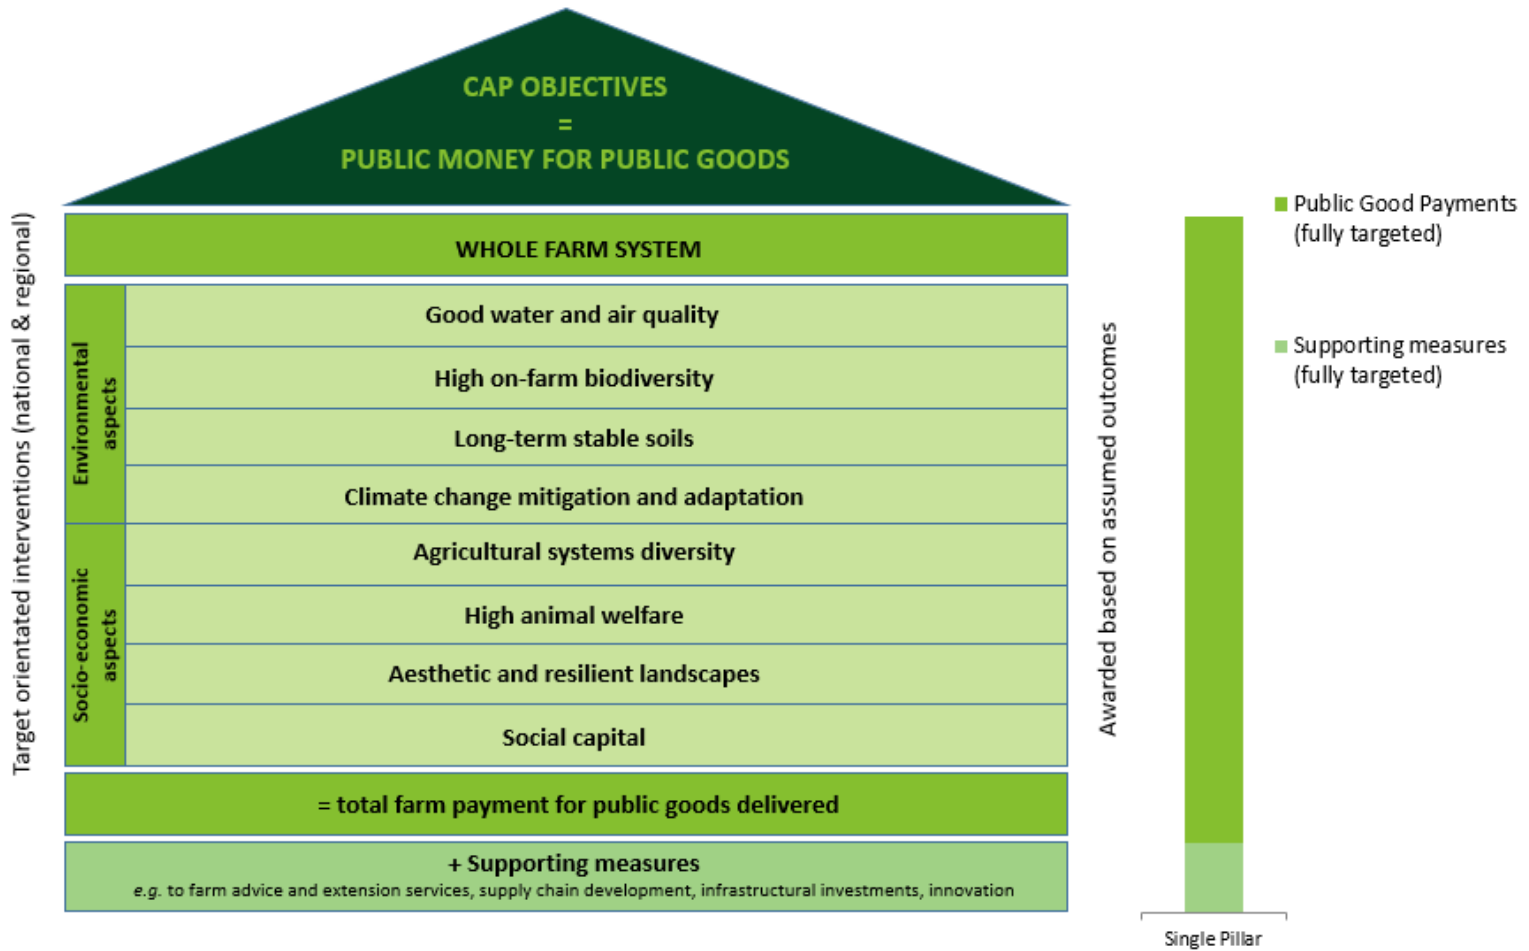 CAP OBJECTIVES
=
PUBLIC MONEY FOR PUBLIC GOODS
Target orientated interventions (national & regional)
WHOLE FARM SYSTEM
Environmental
aspects
Good water and air quality
High on-farm biodiversity
Long-term stable soils
Climate change mitigation and adaptation
Socio-economic
aspects
Agricultural systems diversity
High animal welfare
Aesthetic and resilient landscapes
Social capital
= total farm payment for public goods delivered
+ Supporting measures
e.g. to farm advice and extension services, supply chain development, infrastructural investments, innovation
Awarded based on assumed outcomes
Public Good Payments
(fully targeted)
Supporting measures
(fully targeted)
Single Pillar